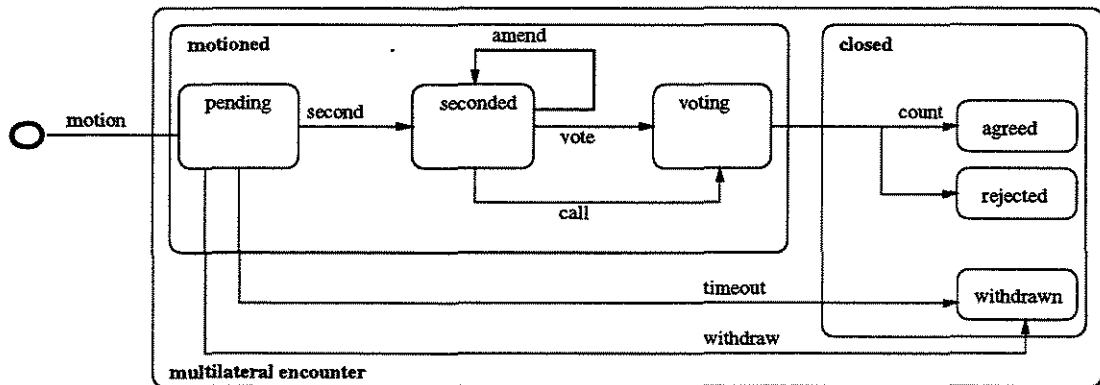 amend
motioned
closed
pending
seconded
voting
motion
second
vote
count
agreed
call
rejected
timeout
withdrawn
withdraw
multilateral encounter